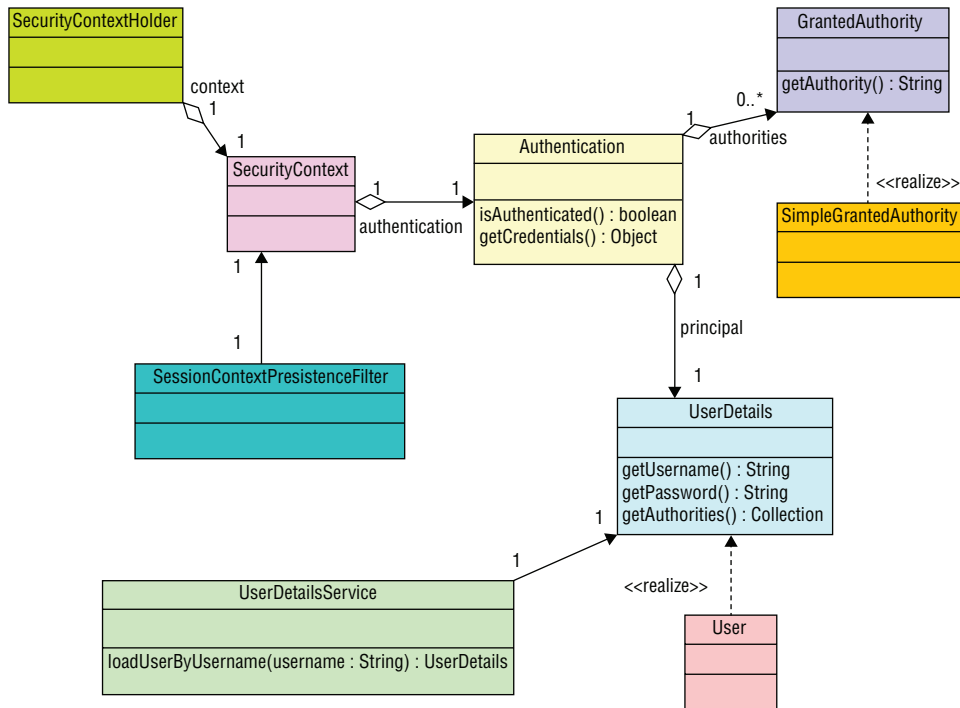 SecurityContextHolder
context
1
1
SecurityContext
1
1
authentication
Authentication
isAuthenticated() : boolean
getCredentials() : Object
1
0..*
authorities
GrantedAuthority
getAuthority() : String
<<realize>>
SimpleGrantedAuthority
1
1
SessionContextPresistenceFilter
1
principal
1
UserDetails
getUsername() : String
getPassword() : String
getAuthorities() : Collection
1
1
UserDetailsService
loadUserByUsername(username : String) : UserDetails
<<realize>>
User